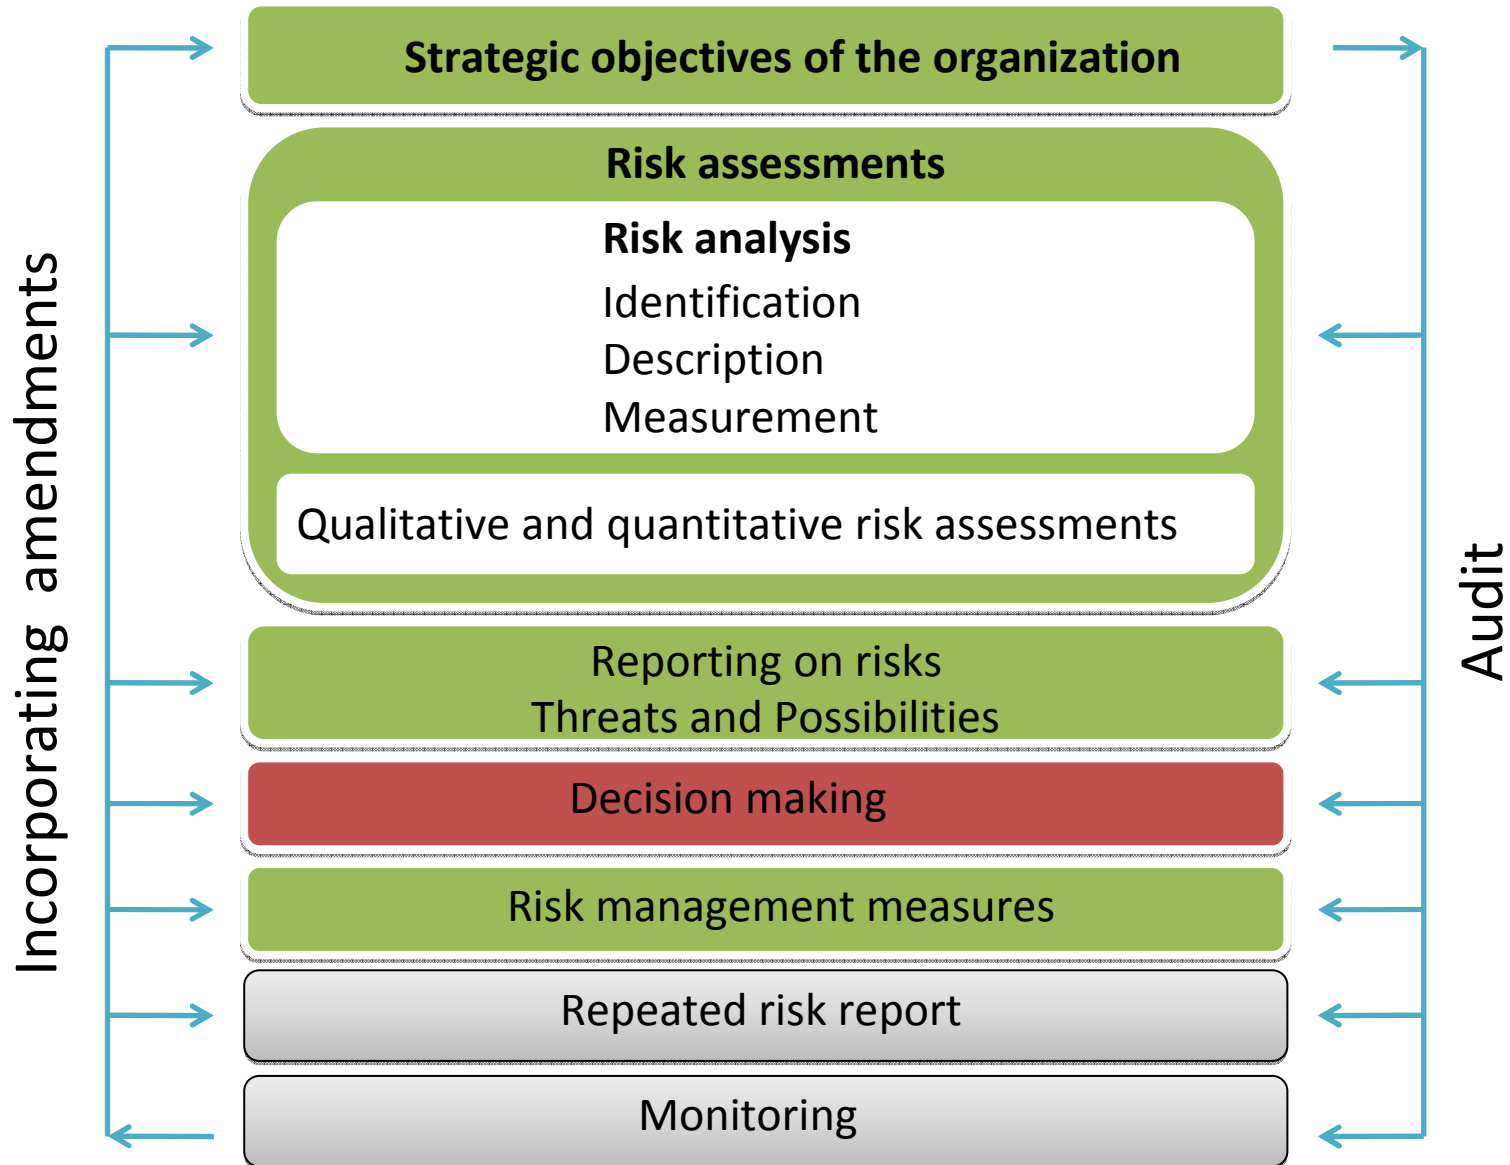 Strategic objectives of the organization
Risk assessments
Risk analysis
Identification
Description
Measurement
Qualitative and quantitative risk assessments
Reporting on risks
Threats and Possibilities
Decision making
Risk management measures
Repeated risk report
Monitoring
Incorporating amendments
Audit